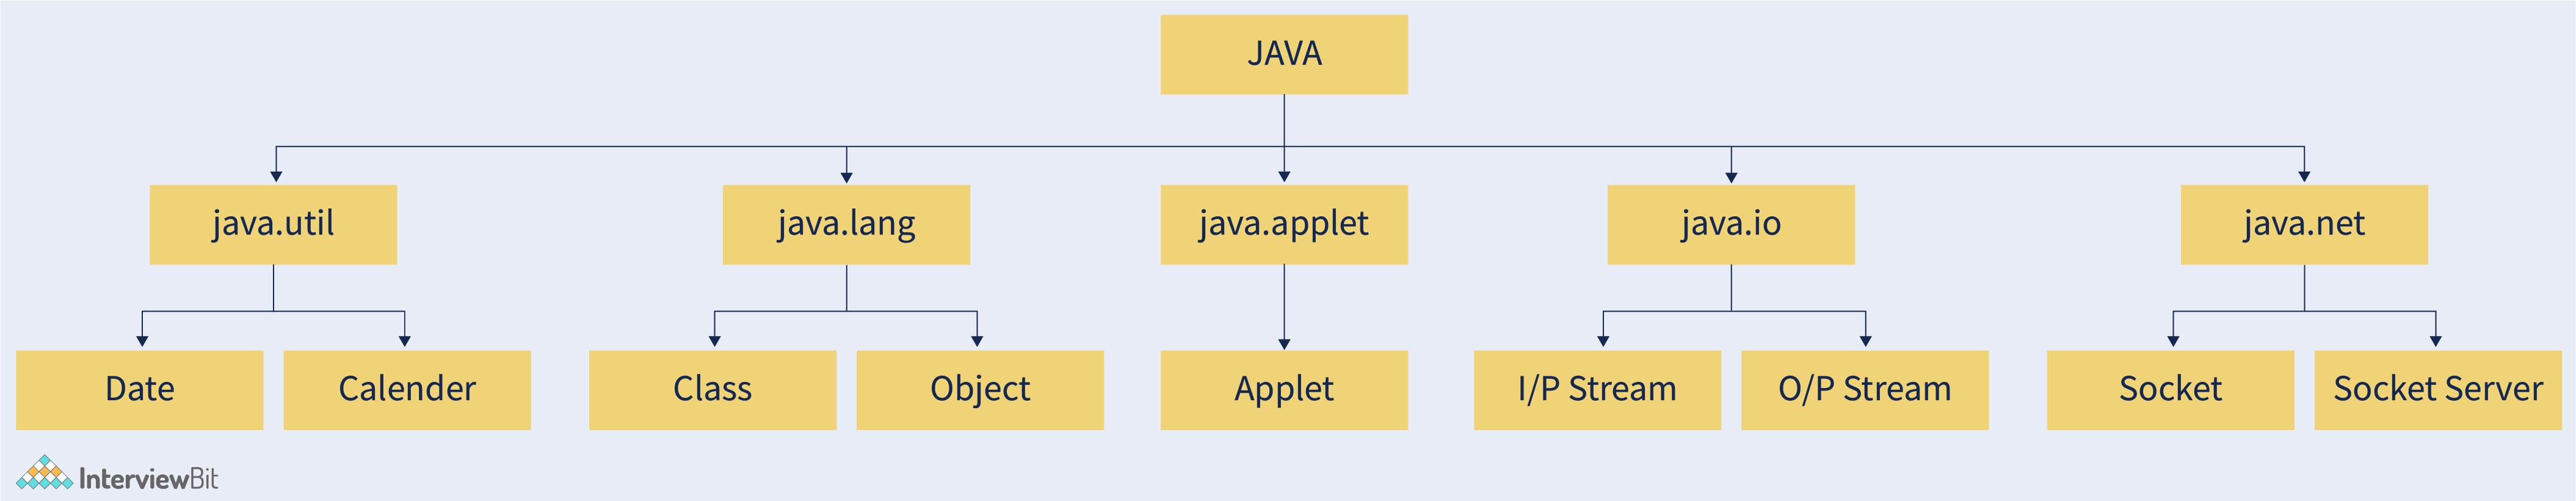 JAVA
java.util
java.lang
java.applet
java.io
java.net
Date
Calender
Class
Object
Applet
I/P Stream
O/P Stream
Socket
Socket Server
InterviewBit